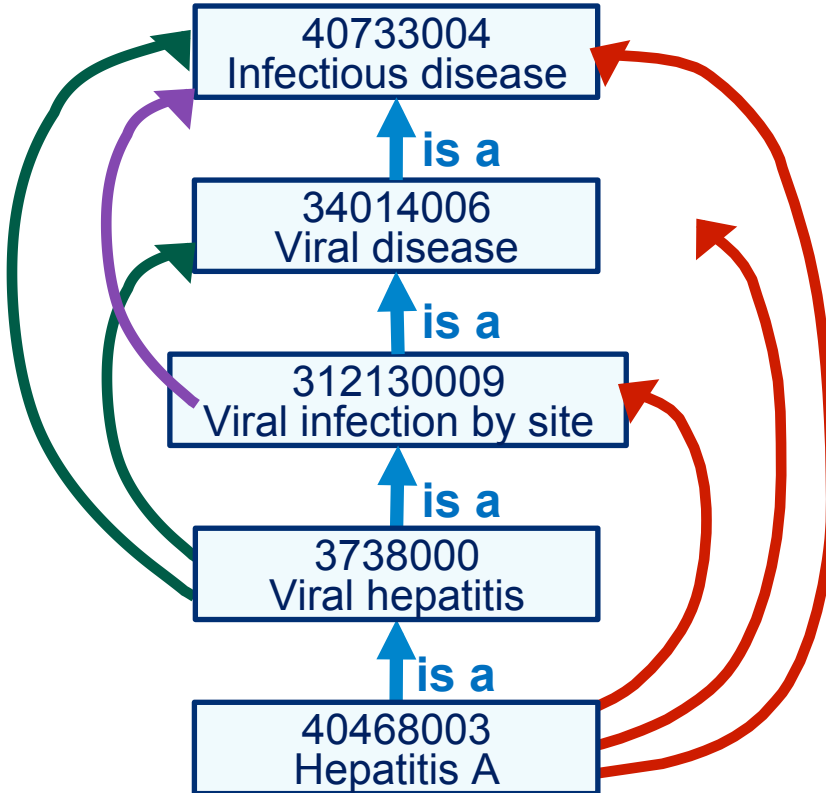 40733004
Infectious disease
is a
34014006
Viral disease
is a
312130009
Viral infection by site
is a
3738000
Viral hepatitis
is a
40468003
Hepatitis A